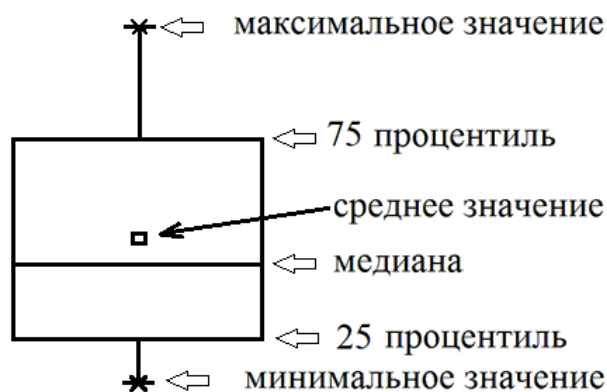 максимальное значение
75 процентиль
среднее значение
медиана
25 процентиль
минимальное значение